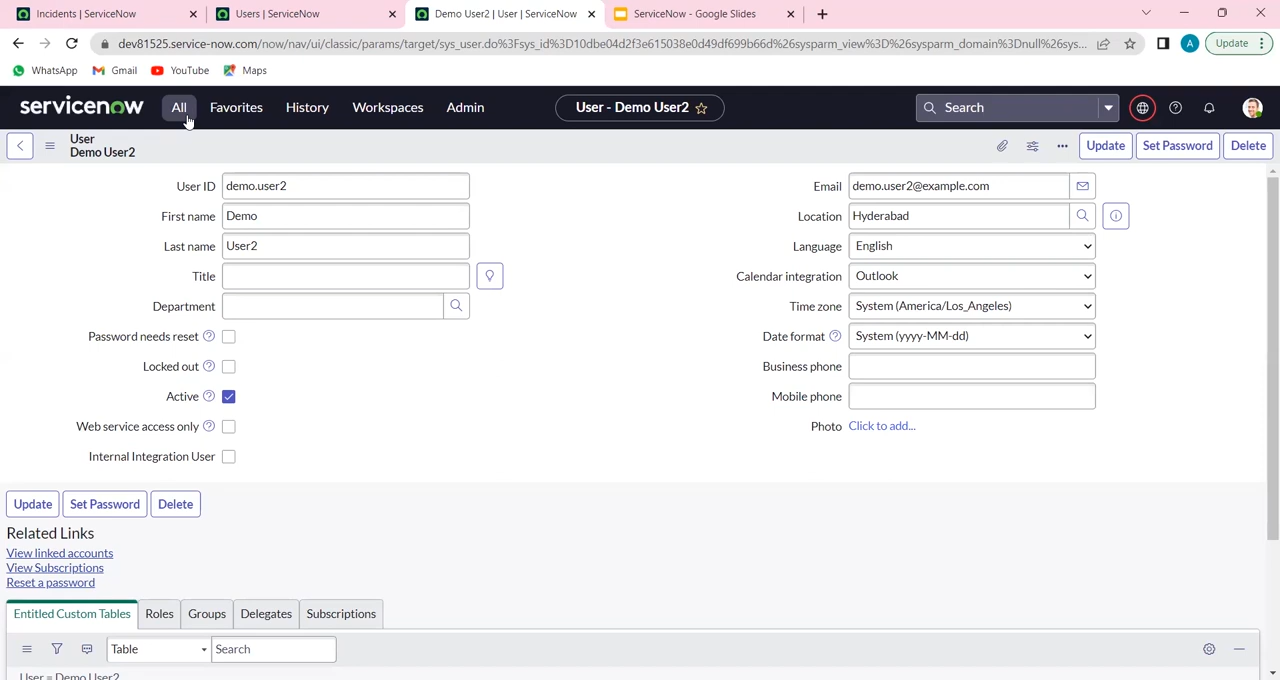 Incidents | ServiceNow
Users | ServiceNow
Demo User2 | User | ServiceNow
ServiceNow - Google Slides
dev81525.service-now.com/now/nav/ui/classic/params/target/sys_user.do%3Fsys_id%3D10dbe04d2f3e615038e0d49df699b66d%26sysparm_view%3D%26sysparm_domain%3Dnull%26sys...
A
Update
WhatsApp
Gmail
YouTube
Maps
servicenow
All
Favorites
History
Workspaces
Admin
User - Demo User2
Search
User
Demo User2
Update
Set Password
Delete
User ID demo.user2
First name Demo
Last name User2
Title
Department
Password needs reset
Locked out
Active
Web service access only
Internal Integration User
Email demo.user2@example.com
Location Hyderabad
Language English
Calendar integration Outlook
Time zone System (America/Los_Angeles)
Date format System (yyyy-MM-dd)
Business phone
Mobile phone
Photo Click to add...
Update
Set Password
Delete
Related Links
View linked accounts
View Subscriptions
Reset a password
Entitled Custom Tables
Roles
Groups
Delegates
Subscriptions
Table
Search
User = Demo User2